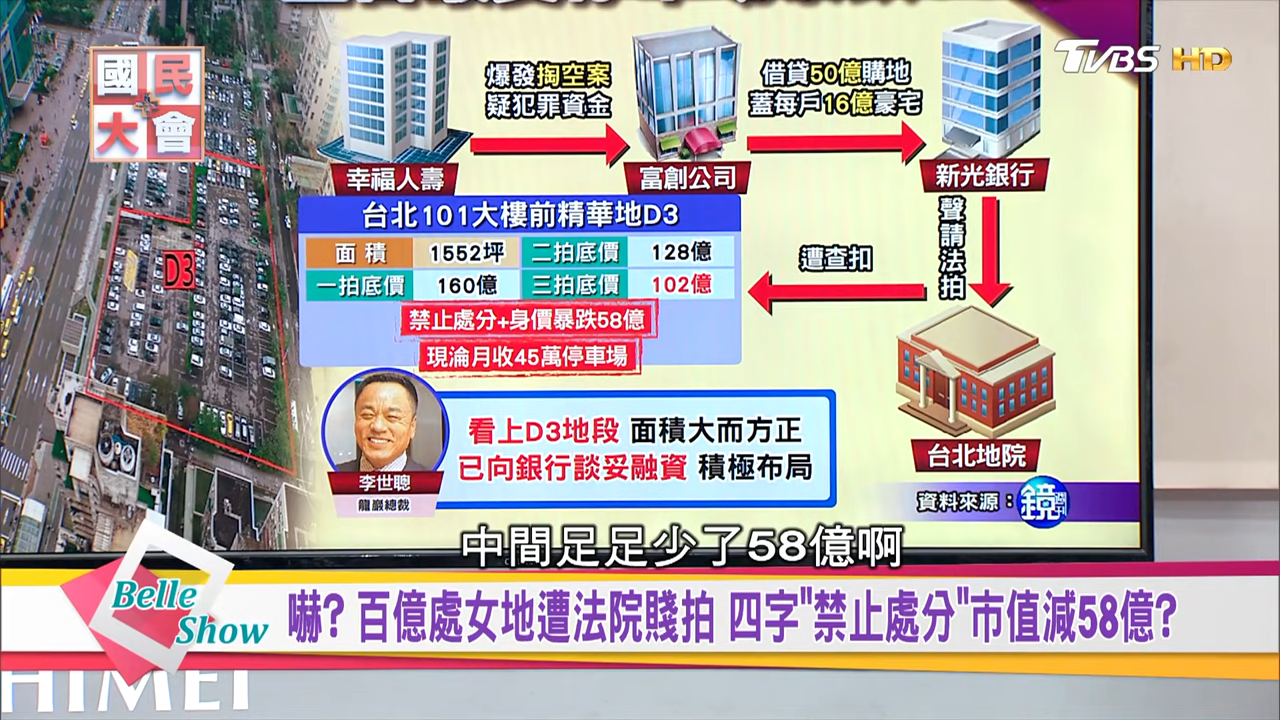 國民大會
TVBS HD
爆發掏空案
疑犯罪資金
借貸50億購地
蓋每戶16億豪宅
幸福人壽
富創公司
新光銀行
聲請法拍
遭查扣
台北101大樓前精華地D3
面積 1552坪 二拍底價 128億
一拍底價 160億 三拍底價 102億
禁止處分+身價暴跌58億
現淪月收45萬停車場
D3
看上D3地段 面積大而方正
已向銀行談妥融資 積極布局
李世聰
龍巖總裁
台北地院
資料來源：鏡週刊
中間足足少了58億啊
Belle Show
嚇? 百億處女地遭法院賤拍 四字"禁止處分"市值減58億?
HIMEI